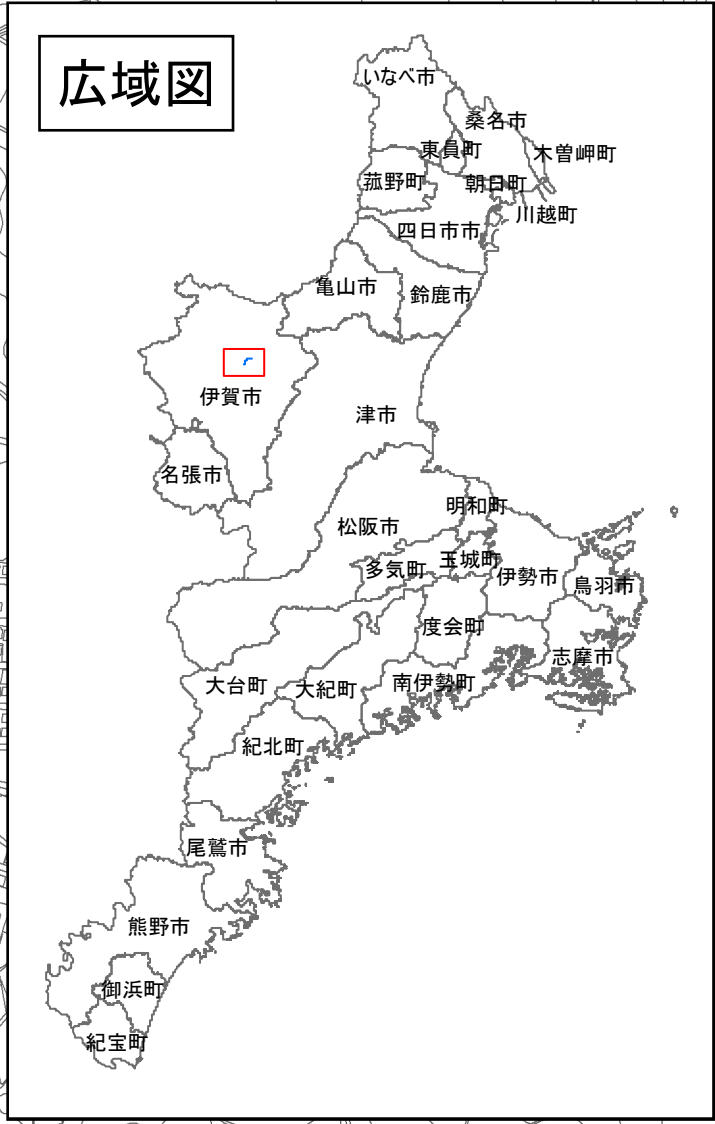 広域図
いなべ市
桑名市
東員町
木曽岬町
菰野町
朝日町
川越町
四日市市
亀山市
鈴鹿市
伊賀市
津市
名張市
明和町
松阪市
玉城町
多気町
伊勢市
鳥羽市
度会町
志摩市
大台町
大紀町
南伊勢町
紀北町
尾鷲市
熊野市
御浜町
紀宝町